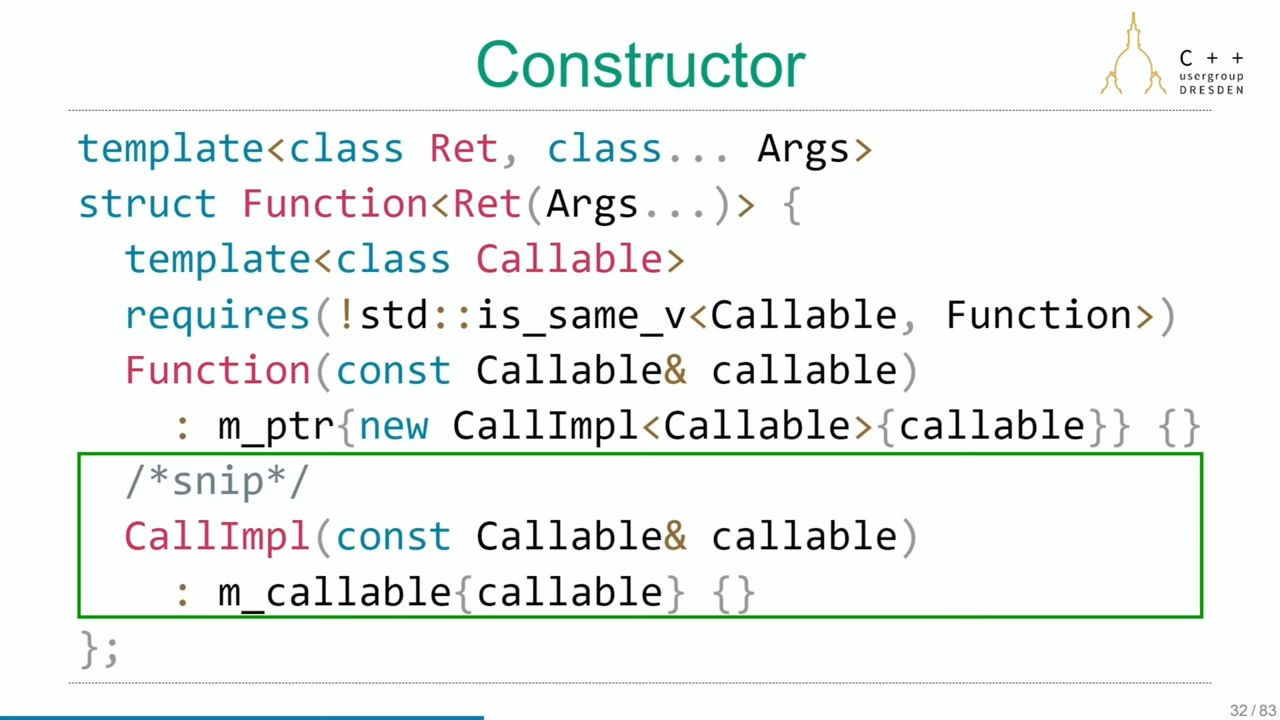 Constructor
C + +
usergroup
DRESDEN
template<class Ret, class... Args>
struct Function<Ret(Args...)> {
  template<class Callable>
  requires(!std::is_same_v<Callable, Function>)
  Function(const Callable& callable)
    : m_ptr{new CallImpl<Callable>{callable}} {}
  /*snip*/
  CallImpl(const Callable& callable)
    : m_callable{callable} {}
};
32 / 83